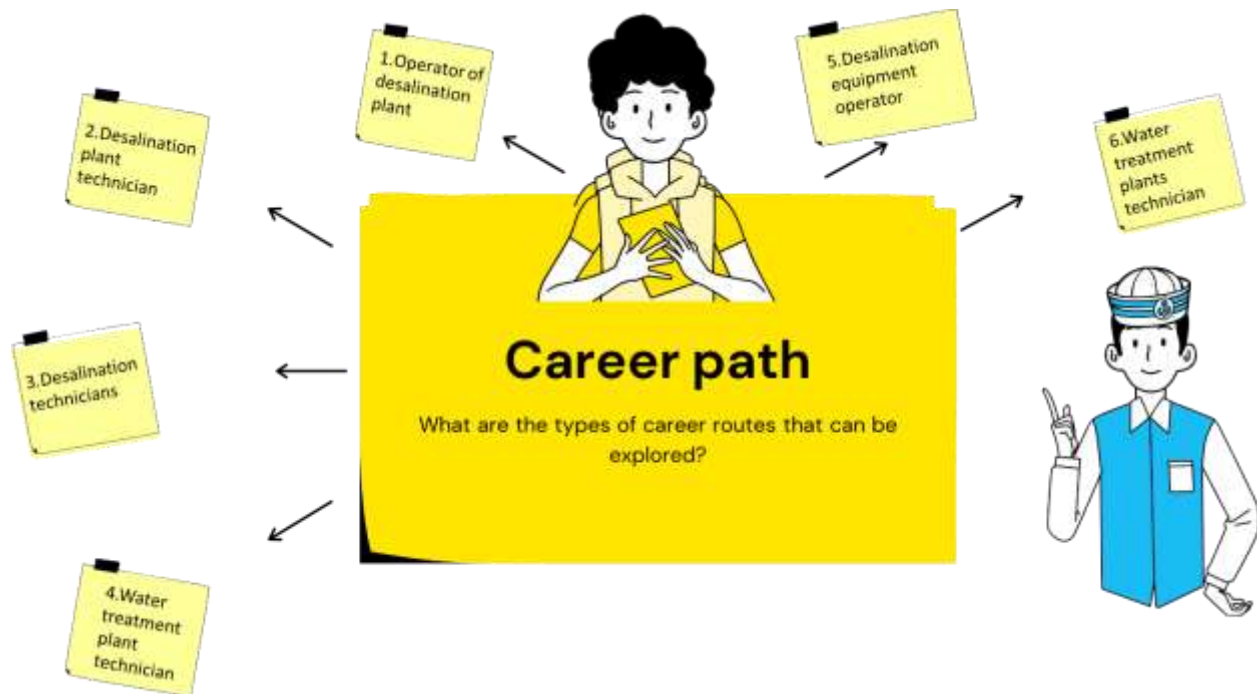 1.Operator of
desalination
plant
2.Desalination
plant
technician
3.Desalination
technicians
4.Water
treatment
plant
technician
5.Desalination
equipment
operator
6.Water
treatment
plants
technician
Career path
What are the types of career routes that can be
explored?